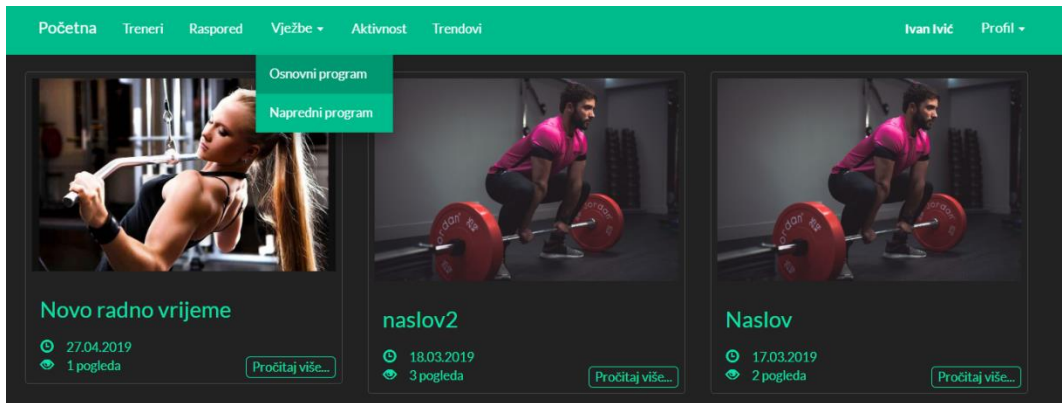 Početna Treneri Raspored Vježbe Aktivnost Trendovi Ivan Ivić Profil
Osnovni program
Napredni program
Novo radno vrijeme
27.04.2019
1 pogleda
Pročitaj više...
naslov2
18.03.2019
3 pogleda
Pročitaj više...
Naslov
17.03.2019
2 pogleda
Pročitaj više...